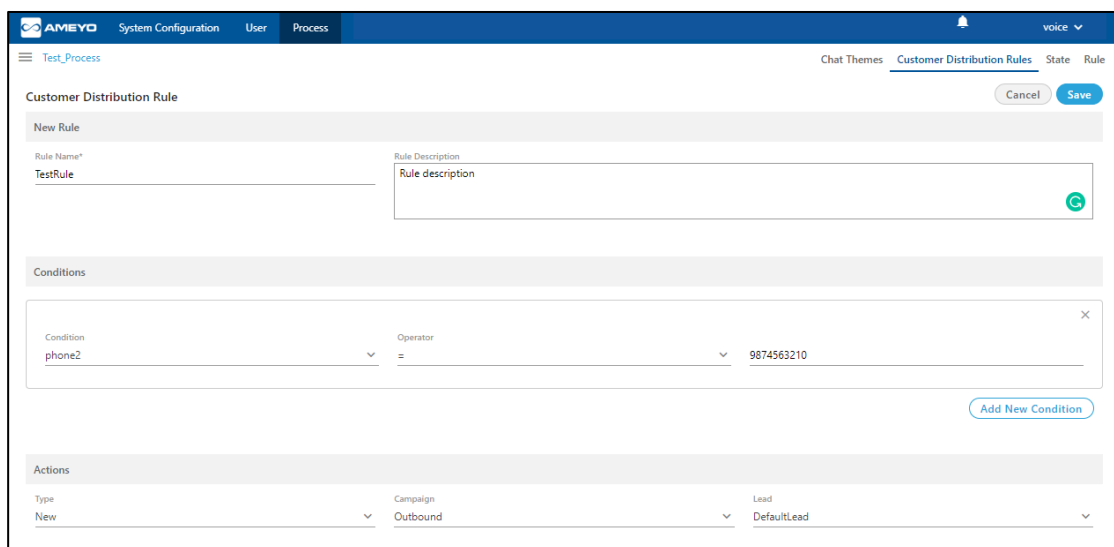 AMEYO System Configuration User Process voice
Test_Process Chat Themes Customer Distribution Rules State Rule
Customer Distribution Rule Cancel Save
New Rule
Rule Name* Rule Description
TestRule Rule description
Conditions
Condition Operator
phone2 = 9874563210
Add New Condition
Actions
Type Campaign Lead
New Outbound DefaultLead